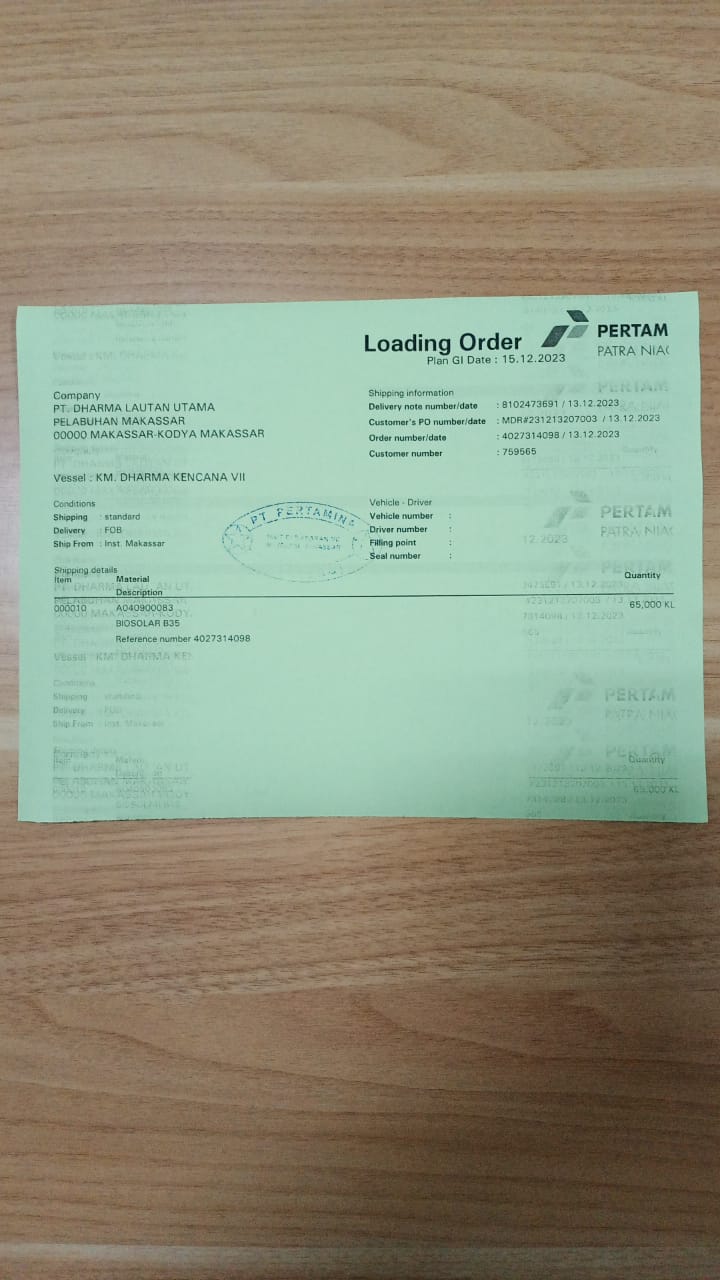 Loading Order
PERTAM
PATRA NIAG
Plan GI Date : 15.12.2023
Company
PT. DHARMA LAUTAN UTAMA
PELABUHAN MAKASSAR
00000 MAKASSAR-KODYA MAKASSAR
Shipping information
Delivery note number/date : 8102473691 / 13.12.2023
Customer's PO number/date : MDR#231213207003 / 13.12.2023
Order number/date : 4027314098 / 13.12.2023
Customer number : 759565
Vessel : KM. DHARMA KENCANA VII
Conditions
Shipping : standard
Delivery : FOB
Ship From : Inst. Makassar
PT PERTAMINA
Vehicle - Driver
Vehicle number :
Driver number :
Filling point :
Seal number :
Shipping details
Item Material Quantity
Description
000010 A040900083 65,000 KL
BIOSOLAR B35
Reference number 4027314098